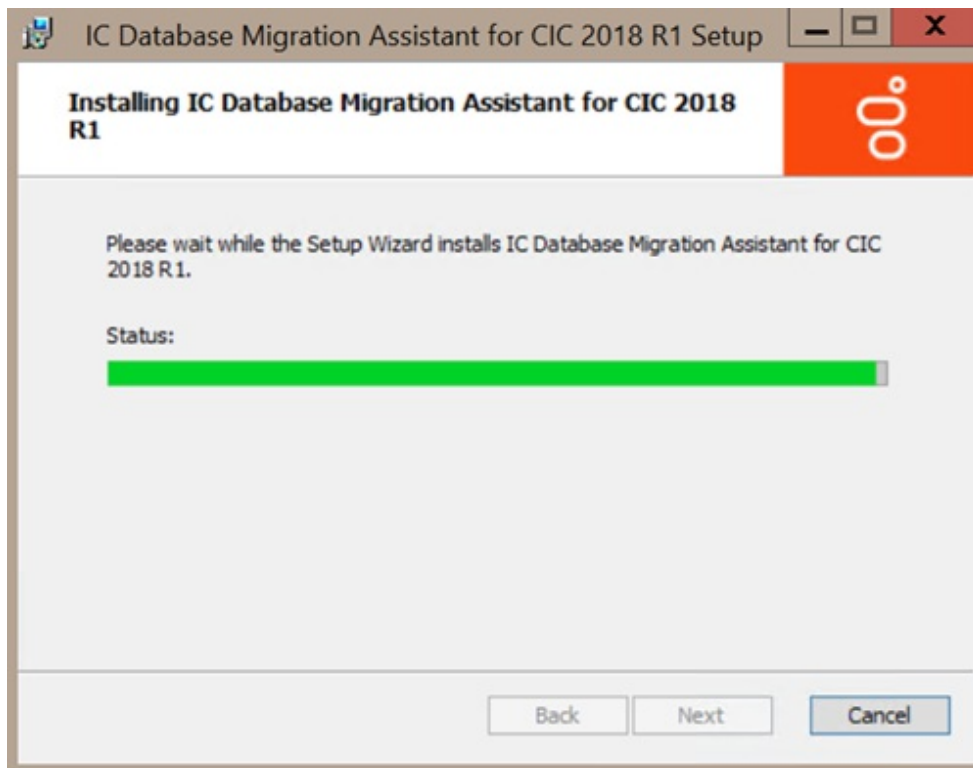 IC Database Migration Assistant for CIC 2018 R1 Setup
Installing IC Database Migration Assistant for CIC 2018
R1
Please wait while the Setup Wizard installs IC Database Migration Assistant for CIC
2018 R1.
Status:
Back Next Cancel